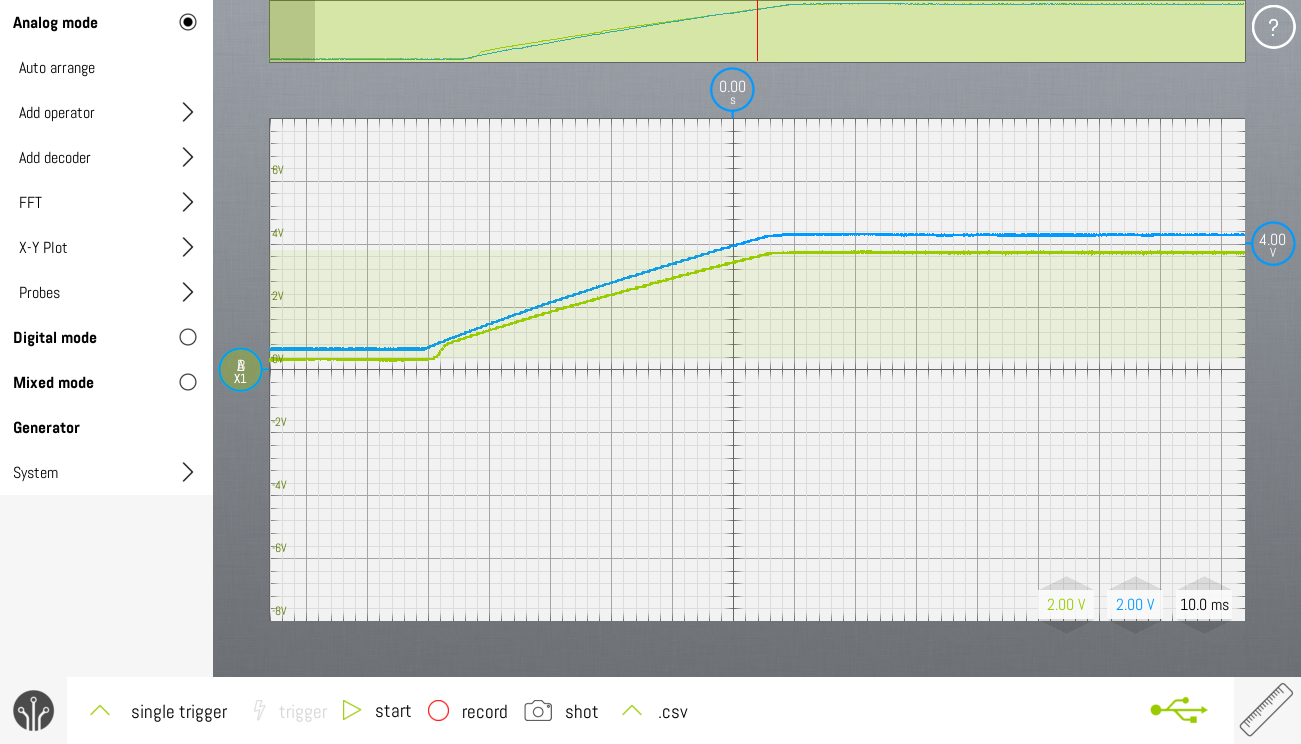 Analog mode
Auto arrange
Add operator
Add decoder
FFT
X-Y Plot
Probes
Digital mode
Mixed mode
Generator
System
?
0.00
s
6V
4V
2V
0V
-2V
-4V
-6V
-8V
4.00
V
X1
2.00 V
2.00 V
10.0 ms
single trigger
trigger
start
record
shot
.csv